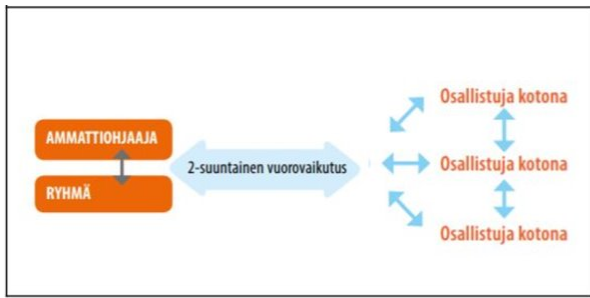 AMMATTIOHJAAJA
RYHMÄ
2-suuntainen vuorovaikutus
Osallistuja kotona
Osallistuja kotona
Osallistuja kotona